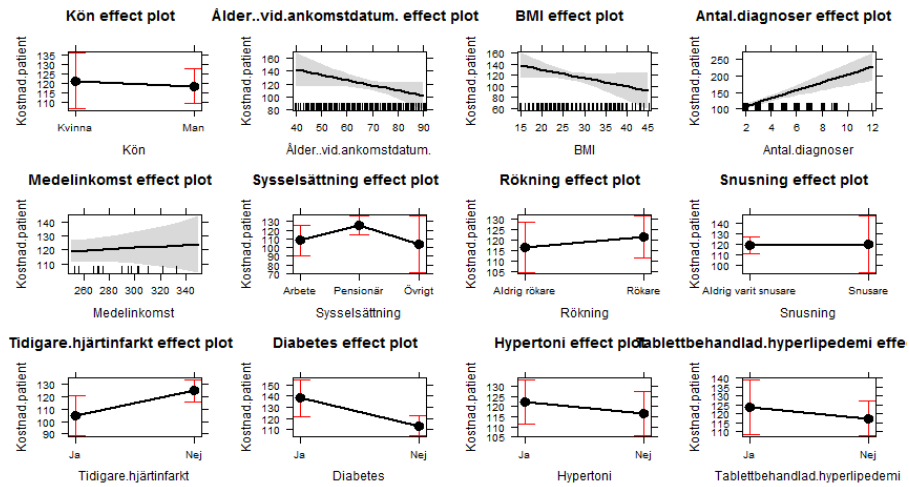 Kön effect plot
Kostnad.patient
135
130
125
120
115
110
Kvinna
Man
Kön
Ålder..vid.ankomstdatum. effect plot
Kostnad.patient
160
140
120
100
80
40 50 60 70 80 90
Ålder..vid.ankomstdatum.
BMI effect plot
Kostnad.patient
160
140
120
100
80
60
15 20 25 30 35 40 45
BMI
Antal.diagnoser effect plot
Kostnad.patient
250
200
150
100
2 4 6 8 10 12
Antal.diagnoser
Medelinkomst effect plot
Kostnad.patient
140
130
120
110
260 280 300 320 340
Medelinkomst
Sysselsättning effect plot
Kostnad.patient
130
120
110
100
90
80
70
Arbete
Pensionär
Övrigt
Sysselsättning
Rökning effect plot
Kostnad.patient
130
125
120
115
110
105
Aldrig rökare
Rökare
Rökning
Snusning effect plot
Kostnad.patient
140
130
120
110
100
Aldrig varit snusare
Snusare
Snusning
Tidigare.hjärtinfarkt effect plot
Kostnad.patient
130
120
110
100
90
Ja
Nej
Tidigare.hjärtinfarkt
Diabetes effect plot
Kostnad.patient
150
140
130
120
110
Ja
Nej
Diabetes
Hypertoni effect plot
Kostnad.patient
130
125
120
115
110
105
Ja
Nej
Hypertoni
Tablettbehandlad.hyperlipedemi effe
Kostnad.patient
140
135
130
125
120
115
110
Ja
Nej
Tablettbehandlad.hyperlipedemi